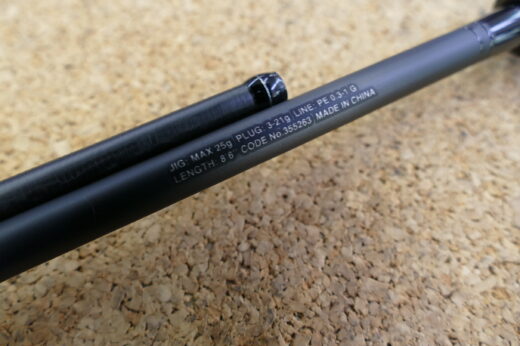 JIG: MAX 25g PLUG: 3-21g LINE: PE 0.3-1 G
LENGTH: 8'6" CODE No.355263 MADE IN CHINA